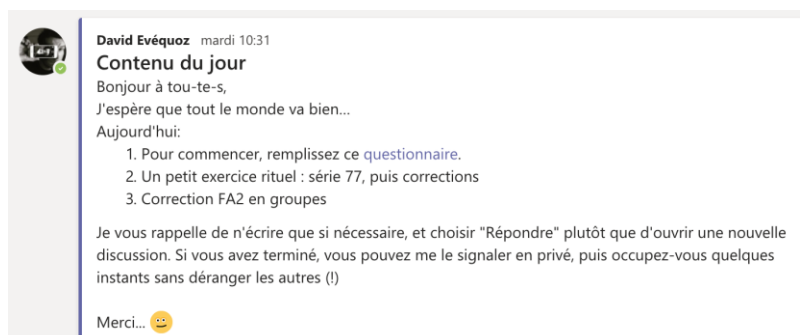 David Evéquoz mardi 10:31
Contenu du jour
Bonjour à tou-te-s,
J'espère que tout le monde va bien...
Aujourd'hui:
1. Pour commencer, remplissez ce questionnaire.
2. Un petit exercice rituel : série 77, puis corrections
3. Correction FA2 en groupes
Je vous rappelle de n'écrire que si nécessaire, et choisir "Répondre" plutôt que d'ouvrir une nouvelle
discussion. Si vous avez terminé, vous pouvez me le signaler en privé, puis occupez-vous quelques
instants sans déranger les autres (!)
Merci...